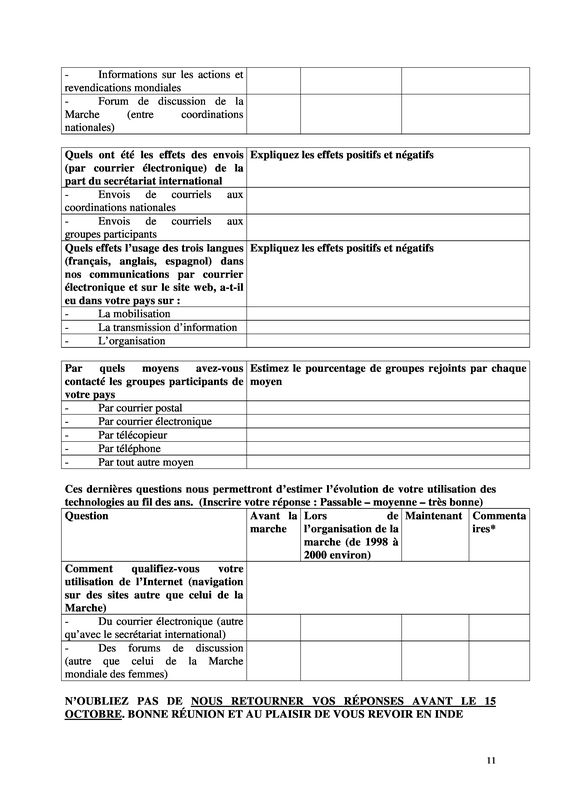 - Informations sur les actions et
revendications mondiales
- Forum de discussion de la
Marche (entre coordinations
nationales)
Quels ont été les effets des envois
(par courrier électronique) de la
part du secrétariat international
Expliquez les effets positifs et négatifs
- Envois de courriels aux
coordinations nationales
- Envois de courriels aux
groupes participants
Quels effets l'usage des trois langues
(français, anglais, espagnol) dans
nos communications par courrier
électronique et sur le site web, a-t-il
eu dans votre pays sur :
Expliquez les effets positifs et négatifs
- La mobilisation
- La transmission d'information
- L'organisation
Par quels moyens avez-vous
contacté les groupes participants de
votre pays
Estimez le pourcentage de groupes rejoints par chaque
moyen
- Par courrier postal
- Par courrier électronique
- Par télécopieur
- Par téléphone
- Par tout autre moyen
Ces dernières questions nous permettront d'estimer l'évolution de votre utilisation des
technologies au fil des ans. (Inscrire votre réponse : Passable – moyenne – très bonne)
Question
Avant la
marche
Lors de
l'organisation de la
marche (de 1998 à
2000 environ)
Maintenant
Commenta
ires*
Comment qualifiez-vous votre
utilisation de l'Internet (navigation
sur des sites autre que celui de la
Marche)
- Du courrier électronique (autre
qu'avec le secrétariat international)
- Des forums de discussion
(autre que celui de la Marche
mondiale des femmes)
N'OUBLIEZ PAS DE NOUS RETOURNER VOS RÉPONSES AVANT LE 15
OCTOBRE. BONNE RÉUNION ET AU PLAISIR DE VOUS REVOIR EN INDE
11